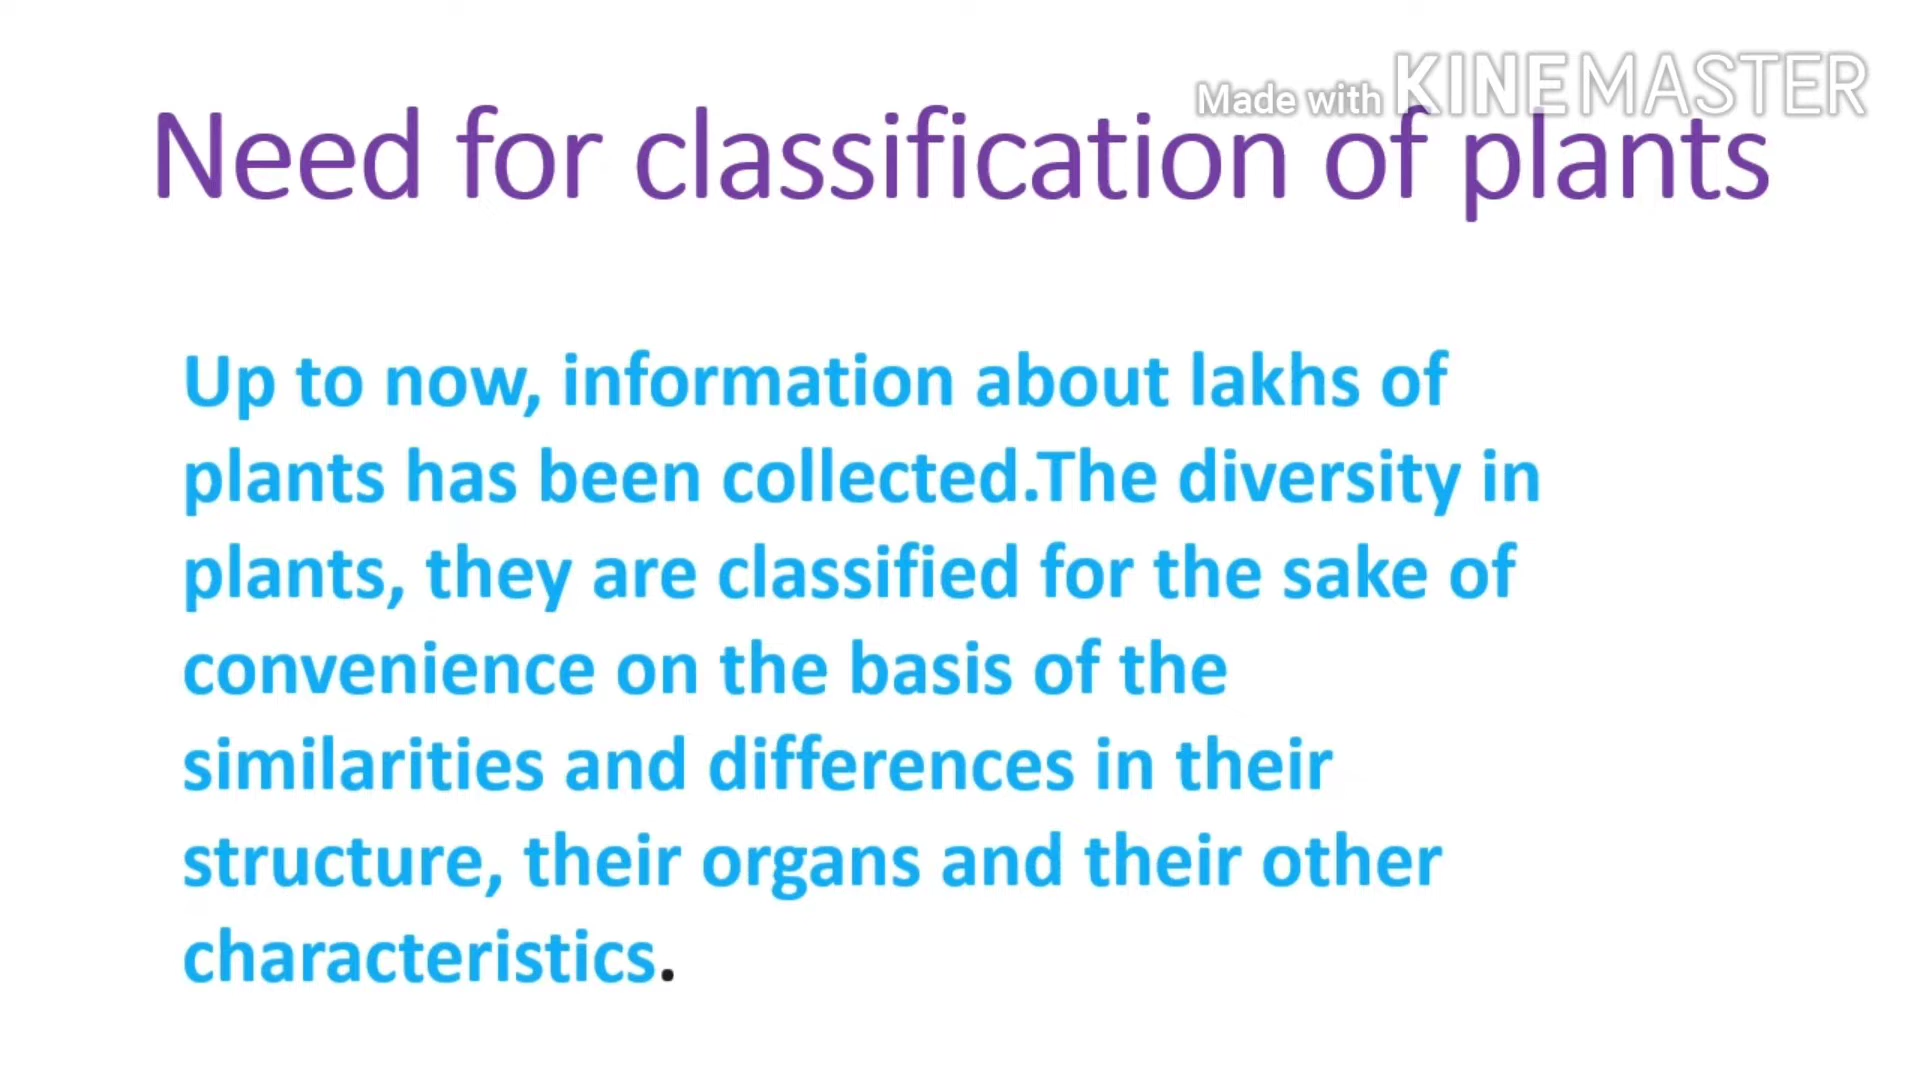 Made with KINEMASTER
Need for classification of plants
Up to now, information about lakhs of
plants has been collected.The diversity in
plants, they are classified for the sake of
convenience on the basis of the
similarities and differences in their
structure, their organs and their other
characteristics.